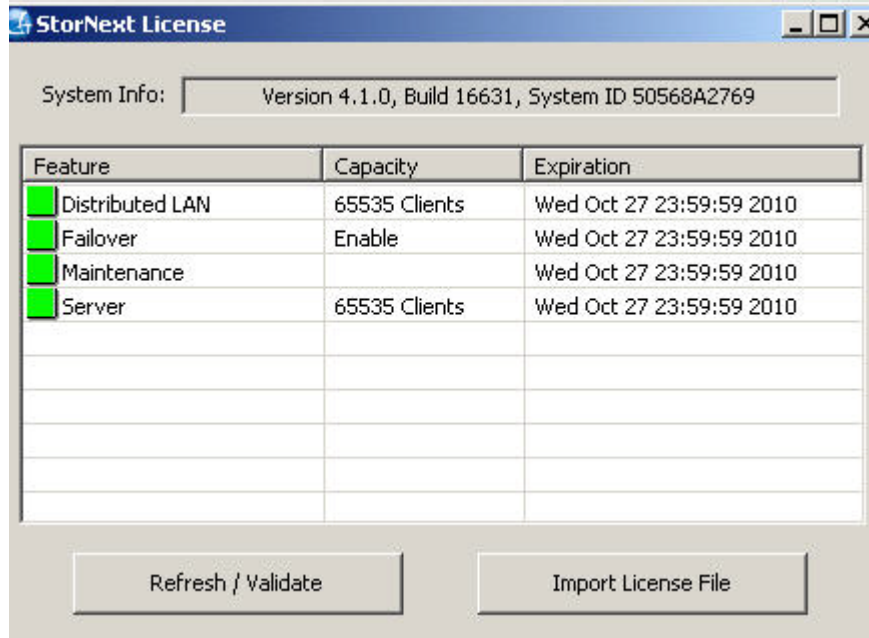 StorNext License
System Info: Version 4.1.0, Build 16631, System ID 50568A2769
Feature Capacity Expiration
Distributed LAN 65535 Clients Wed Oct 27 23:59:59 2010
Failover Enable Wed Oct 27 23:59:59 2010
Maintenance Wed Oct 27 23:59:59 2010
Server 65535 Clients Wed Oct 27 23:59:59 2010
Refresh / Validate Import License File